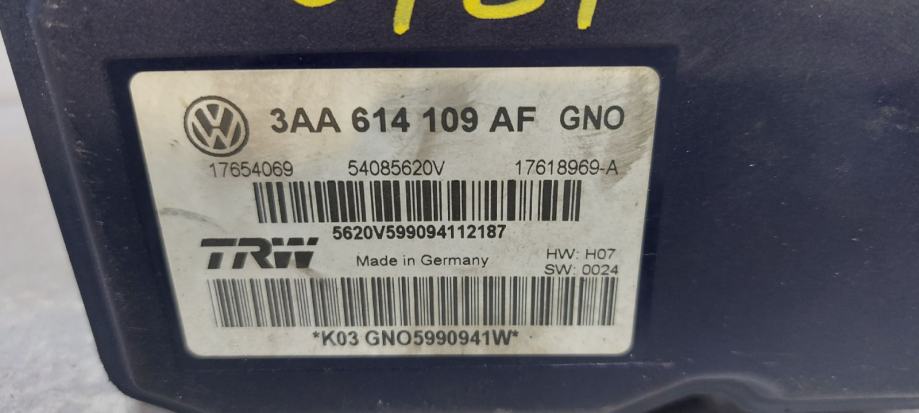 3AA 614 109 AF GNO
17654069 54085620V 17618969-A
5620V599094112187
TRW Made in Germany HW: H07
SW: 0024
*K03 GNO5990941W*